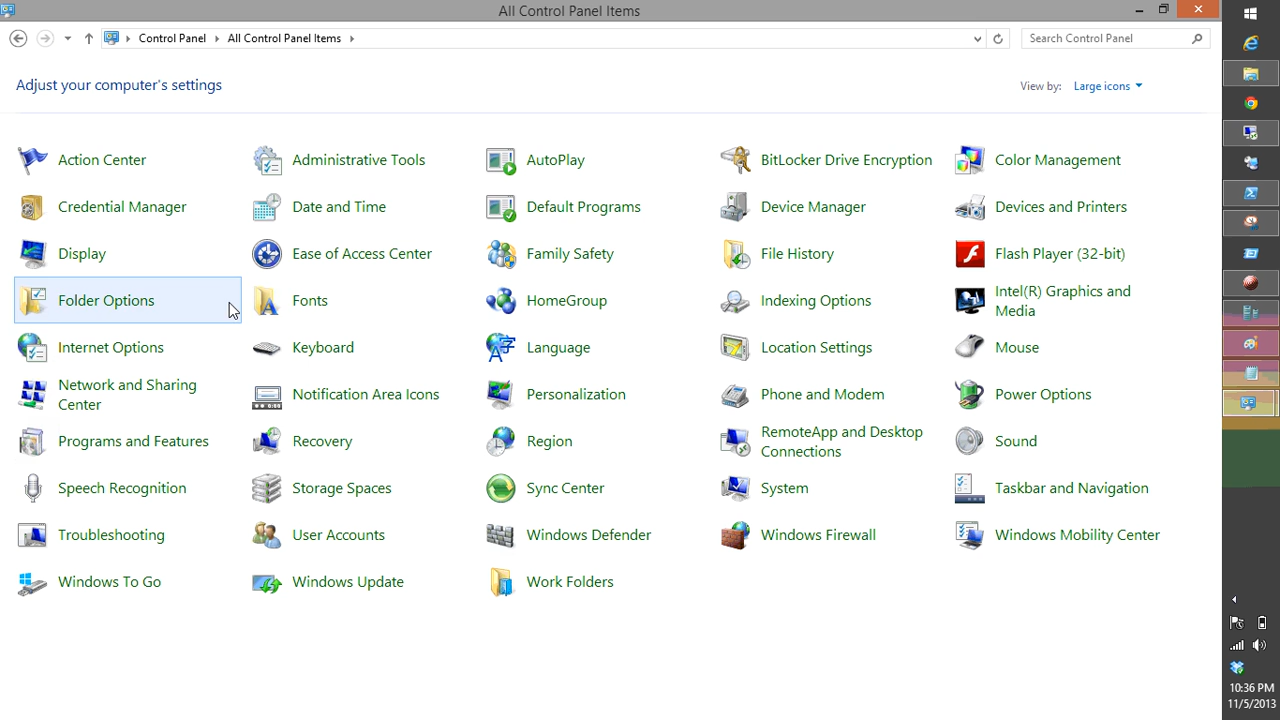 All Control Panel Items
Control Panel All Control Panel Items
Search Control Panel
Adjust your computer's settings
View by: Large icons
Action Center
Administrative Tools
AutoPlay
BitLocker Drive Encryption
Color Management
Credential Manager
Date and Time
Default Programs
Device Manager
Devices and Printers
Display
Ease of Access Center
Family Safety
File History
Flash Player (32-bit)
Folder Options
Fonts
HomeGroup
Indexing Options
Intel(R) Graphics and
Media
Internet Options
Keyboard
Language
Location Settings
Mouse
Network and Sharing
Center
Notification Area Icons
Personalization
Phone and Modem
Power Options
Programs and Features
Recovery
Region
RemoteApp and Desktop
Connections
Sound
Speech Recognition
Storage Spaces
Sync Center
System
Taskbar and Navigation
Troubleshooting
User Accounts
Windows Defender
Windows Firewall
Windows Mobility Center
Windows To Go
Windows Update
Work Folders
10:36 PM
11/5/2013